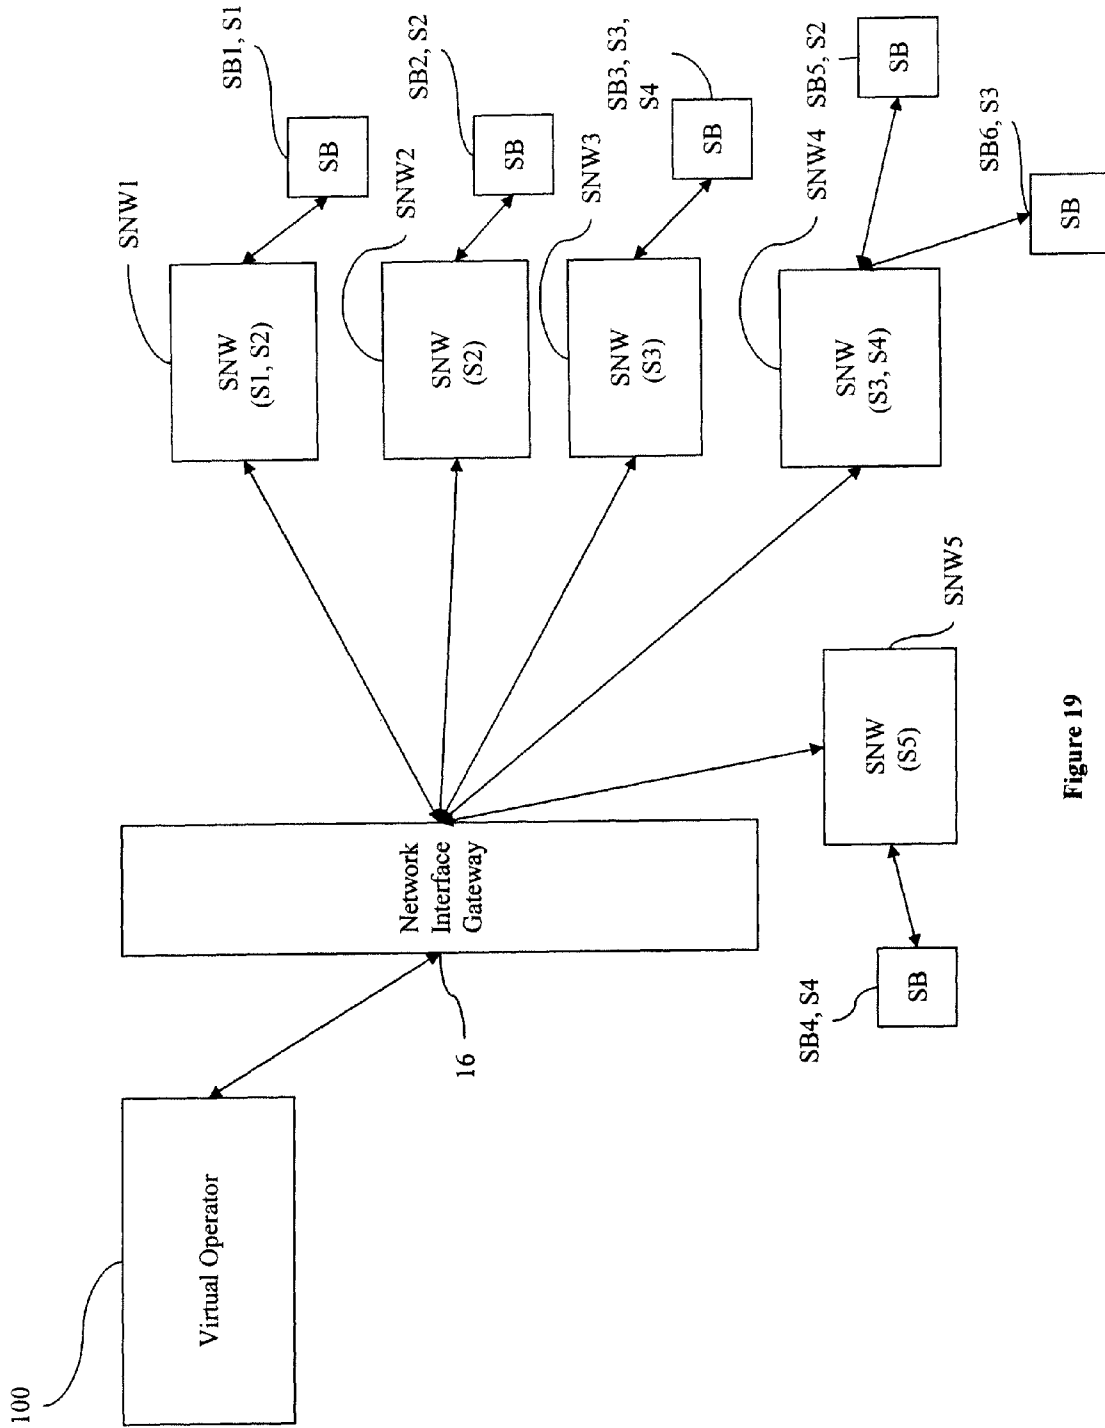 100
Virtual Operator
16
Network
Interface
Gateway
SNW1
SNW
(S1, S2)
SB1, S1
SB
SNW2
SNW
(S2)
SB2, S2
SB
SNW3
SNW
(S3)
SB3, S3,
S4
SB
SNW4
SNW
(S3, S4)
SB5, S2
SB
SB6, S3
SB
SNW5
SNW
(S5)
SB4, S4
SB
Figure 19